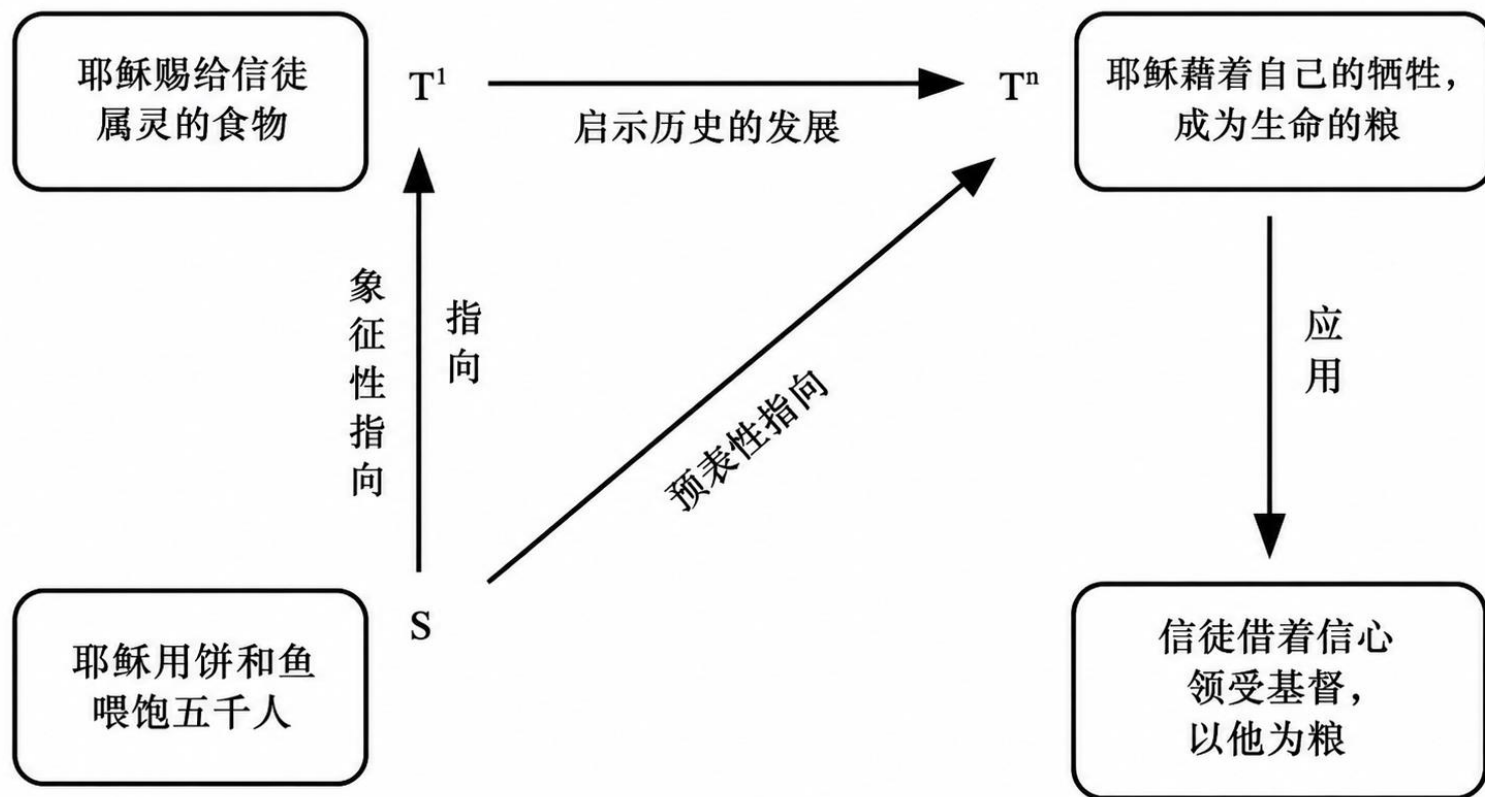 耶稣赐给信徒
属灵的食物
T¹
启示历史的发展
Tⁿ
耶稣藉着自己的牺牲，
成为生命的粮
象征性指向
指向
预表性指向
应用
S
耶稣用饼和鱼
喂饱五千人
信徒借着信心
领受基督，
以他为粮